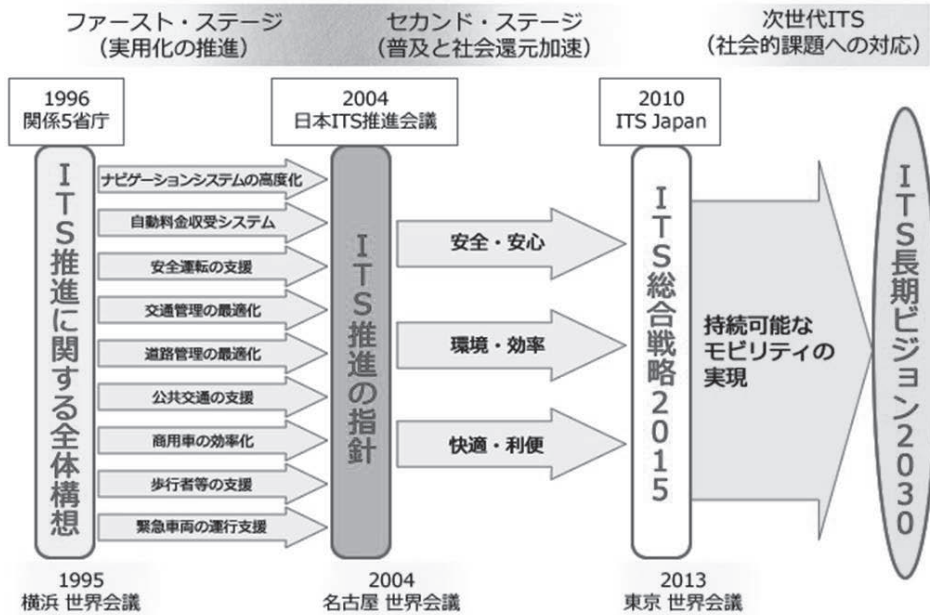 ファースト・ステージ
（実用化の推進）
セカンド・ステージ
（普及と社会還元加速）
次世代ITS
（社会的課題への対応）
1996
関係5省庁
2004
日本ITS推進会議
2010
ITS Japan
ITS推進に関する全体構想
ナビゲーションシステムの高度化
自動料金収受システム
安全運転の支援
交通管理の最適化
道路管理の最適化
公共交通の支援
商用車の効率化
歩行者等の支援
緊急車両の運行支援
ITS推進の指針
安全・安心
環境・効率
快適・利便
ITS総合戦略2015
持続可能な
モビリティの
実現
ITS長期ビジョン2030
1995
横浜 世界会議
2004
名古屋 世界会議
2013
東京 世界会議